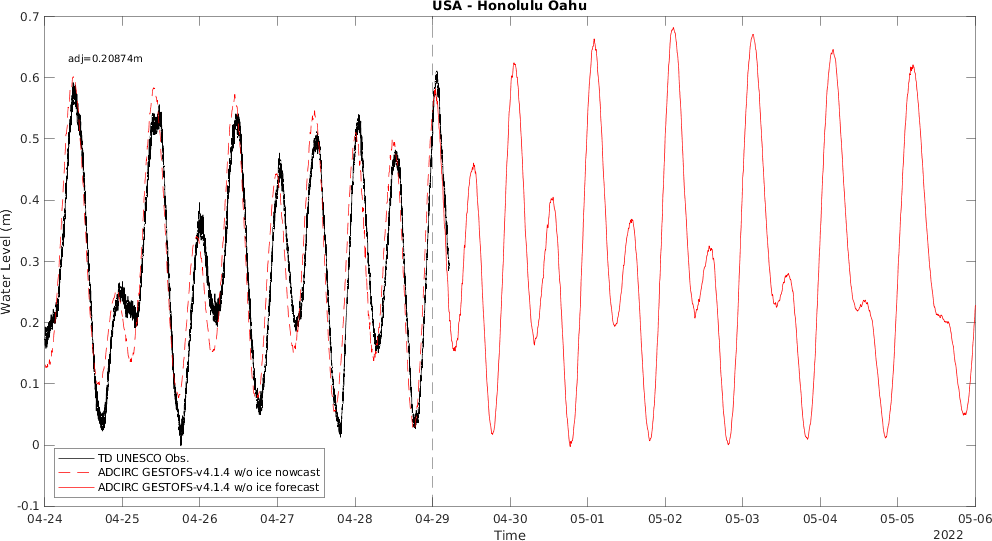 USA - Honolulu Oahu
adj=0.20874m
0.7
0.6
0.5
0.4
0.3
0.2
0.1
0
-0.1
Water Level (m)
TD UNESCO Obs.
ADCIRC GESTOFS-v4.1.4 w/o ice nowcast
ADCIRC GESTOFS-v4.1.4 w/o ice forecast
04-24 04-25 04-26 04-27 04-28 04-29 04-30 05-01 05-02 05-03 05-04 05-05 05-06
Time
2022